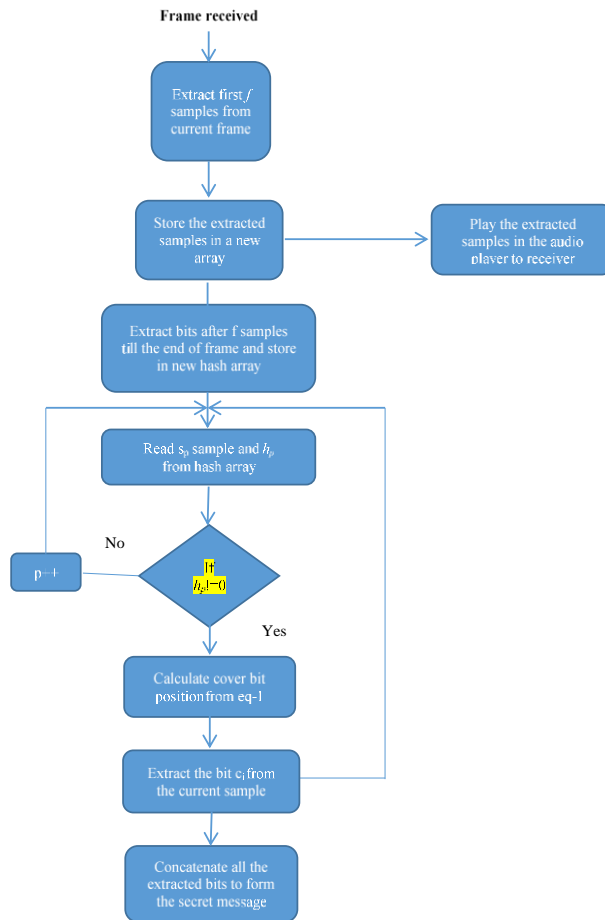 Frame received
Extract first f
samples from
current frame
Store the extracted
samples in a new
array
Play the extracted
samples in the audio
player to receiver
Extract bits after f samples
till the end of frame and store
in new hash array
Read sₚ sample and hₚ
from hash array
No
If
hₚ!=0
p++
Yes
Calculate cover bit
position from eq-1
Extract the bit cᵢ from
the current sample
Concatenate all the
extracted bits to form
the secret message